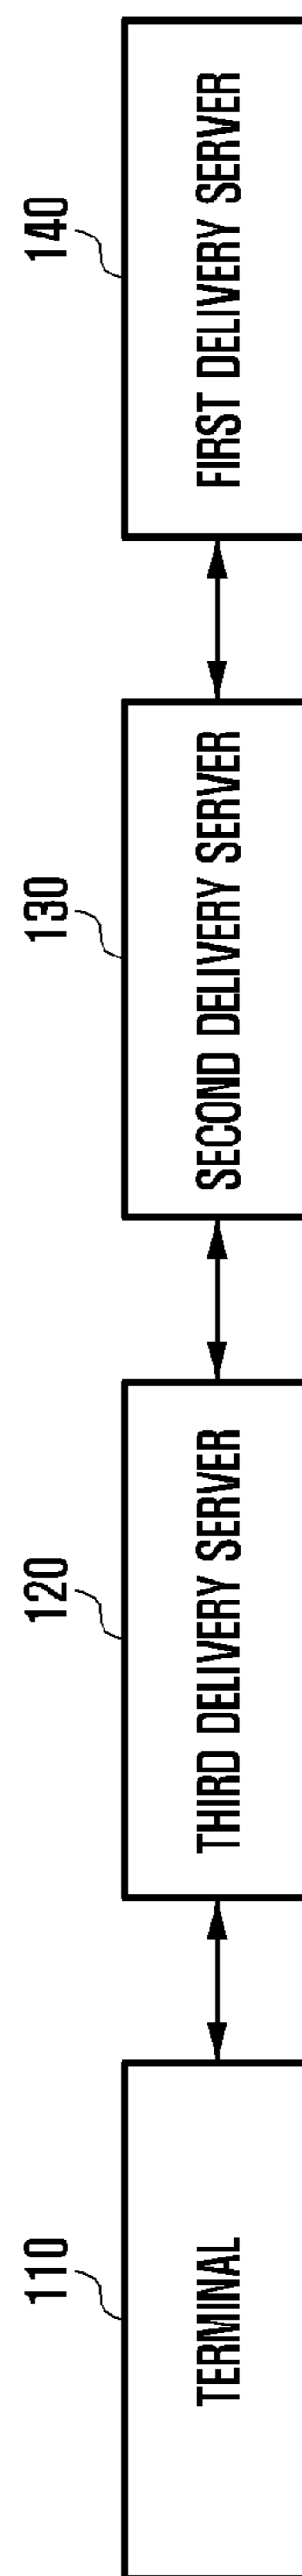 110
TERMINAL
120
THIRD DELIVERY SERVER
130
SECOND DELIVERY SERVER
140
FIRST DELIVERY SERVER